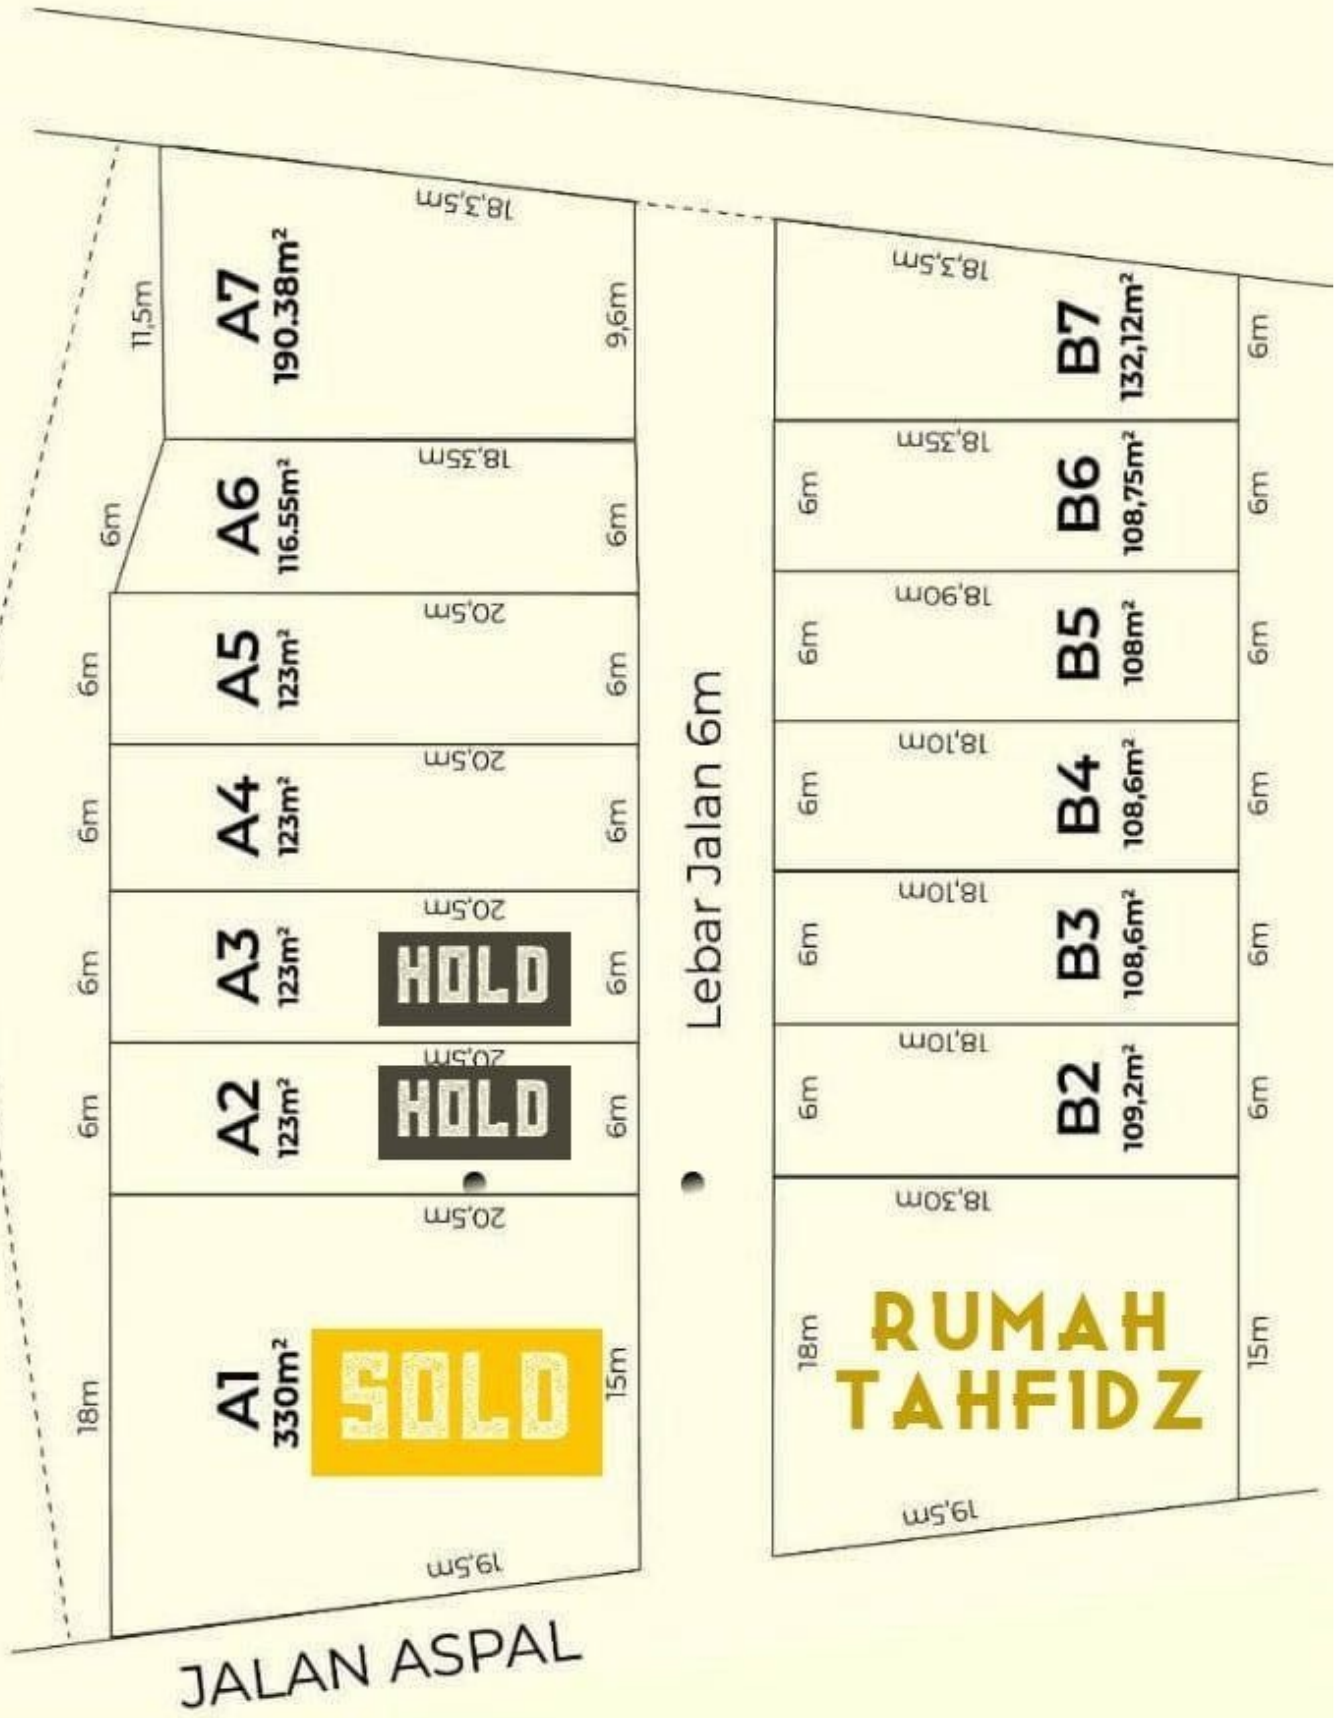 18,3,5m
11,5m
A7
190.38m²
9,6m
18,35m
6m
A6
116.55m²
6m
20,5m
6m
A5
123m²
6m
20,5m
6m
A4
123m²
6m
20,5m
6m
A3
123m²
HOLD
6m
20,5m
6m
A2
123m²
HOLD
6m
20,5m
18m
A1
330m²
SOLD
15m
19,5m
JALAN ASPAL
Lebar Jalan 6m
18,3,5m
B7
132,12m²
6m
18,35m
6m
B6
108,75m²
6m
18,90m
6m
B5
108m²
6m
18,10m
6m
B4
108,6m²
6m
18,10m
6m
B3
108,6m²
6m
18,10m
6m
B2
109,2m²
6m
18,30m
18m
RUMAH
TAHFIDZ
15m
19,5m